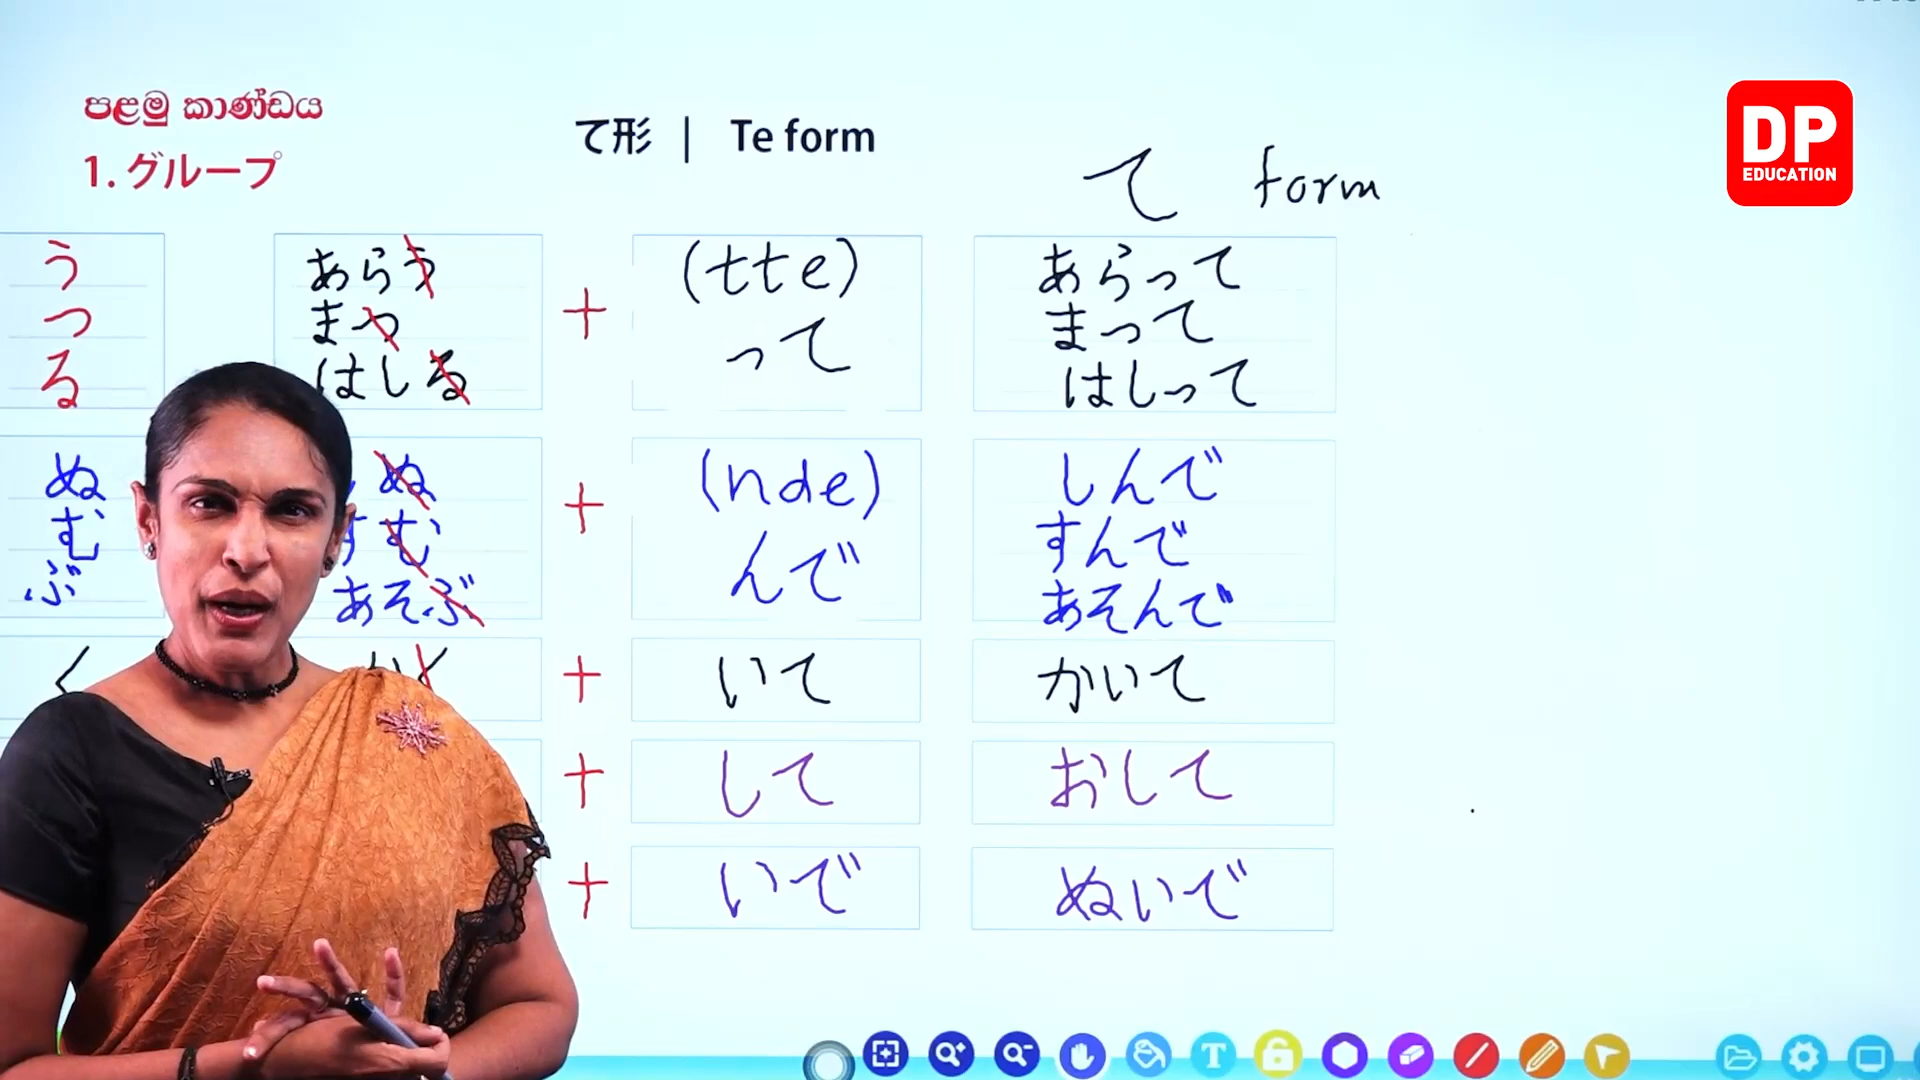 පළමු කාණ්ඩය
1. グループ
て形 | Te form
て form
DP
EDUCATION
う
つ
る
あらう
まつ
はしる
+
(tte)
って
あらって
まって
はしって
ぬ
む
ぶ
ぬ
すむ
あそぶ
+
(nde)
んで
しんで
すんで
あそんで
く
かく
+
いて
かいて
+
して
おして
+
いで
ぬいで
T